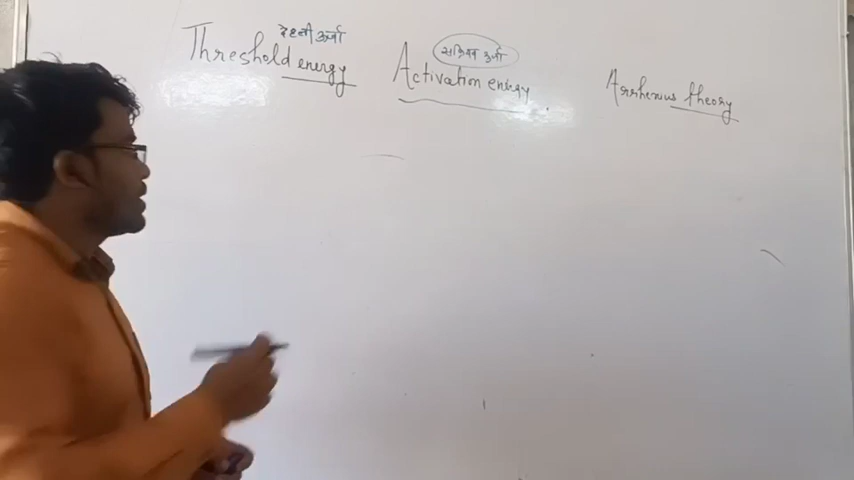 देहली ऊर्जा
Threshold energy
सक्रियण ऊर्जा
Activation energy
Arrhenius theory